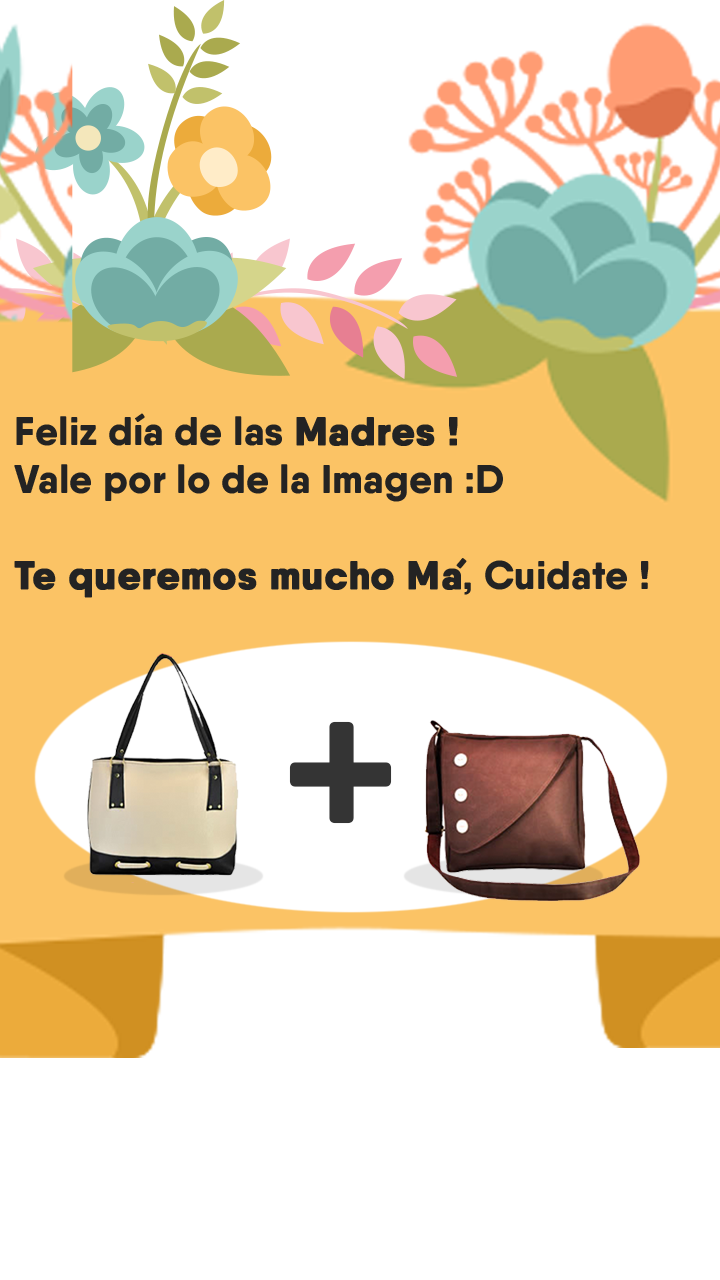 Feliz día de las Madres !
Vale por lo de la Imagen :D
Te queremos mucho Má, Cuidate !